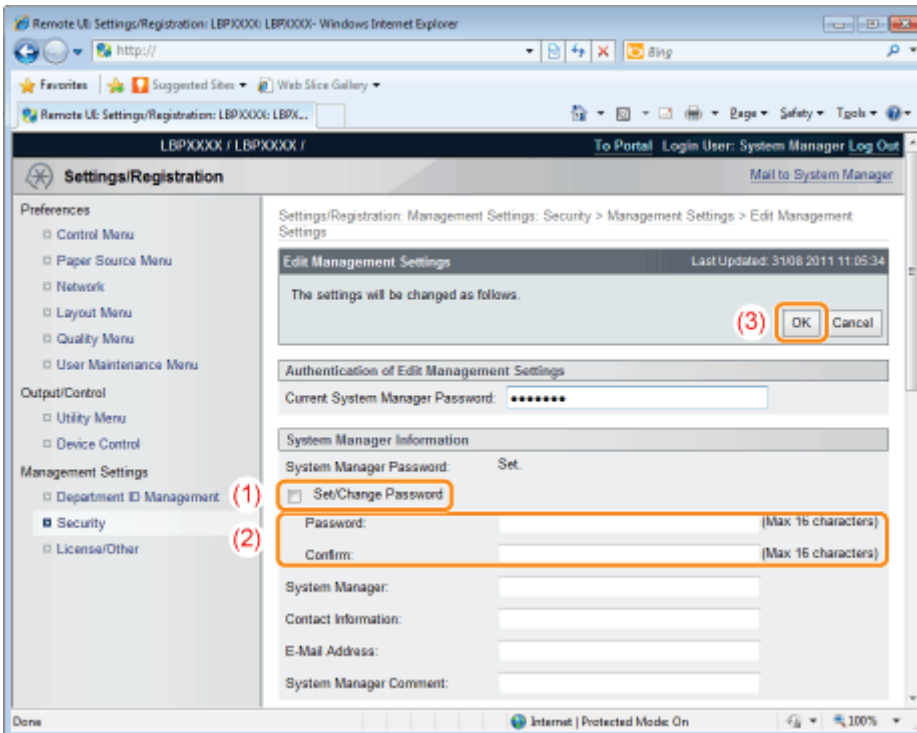 Remote UI: Settings/Registration: LBPXXXX: LBPXXXX- Windows Internet Explorer
http://
Bing
Favorites Suggested Sites Web Slice Gallery
Remote UI: Settings/Registration: LBPXXXX: LBPX... Page Safety Tools
LBPXXXX / LBPXXXX / To Portal Login User: System Manager Log Out
Settings/Registration Mail to System Manager
Preferences
Control Menu
Paper Source Menu
Network
Layout Menu
Quality Menu
User Maintenance Menu
Output/Control
Utility Menu
Device Control
Management Settings
Department ID Management
Security
License/Other
Settings/Registration: Management Settings: Security > Management Settings > Edit Management
Settings
Edit Management Settings Last Updated: 31/08 2011 11:05:34
The settings will be changed as follows.
(3) OK Cancel
Authentication of Edit Management Settings
Current System Manager Password: •••••••
System Manager Information
System Manager Password: Set.
(1) Set/Change Password
(2) Password: (Max 16 characters)
Confirm: (Max 16 characters)
System Manager:
Contact Information:
E-Mail Address:
System Manager Comment:
Done Internet | Protected Mode: On 100%